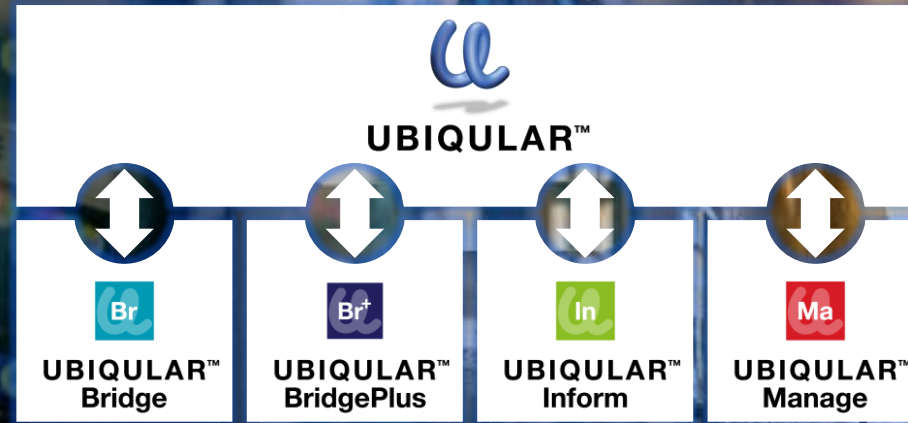 UBIQULAR™
Br
Br⁺
In
Ma
UBIQULAR™
Bridge
UBIQULAR™
BridgePlus
UBIQULAR™
Inform
UBIQULAR™
Manage